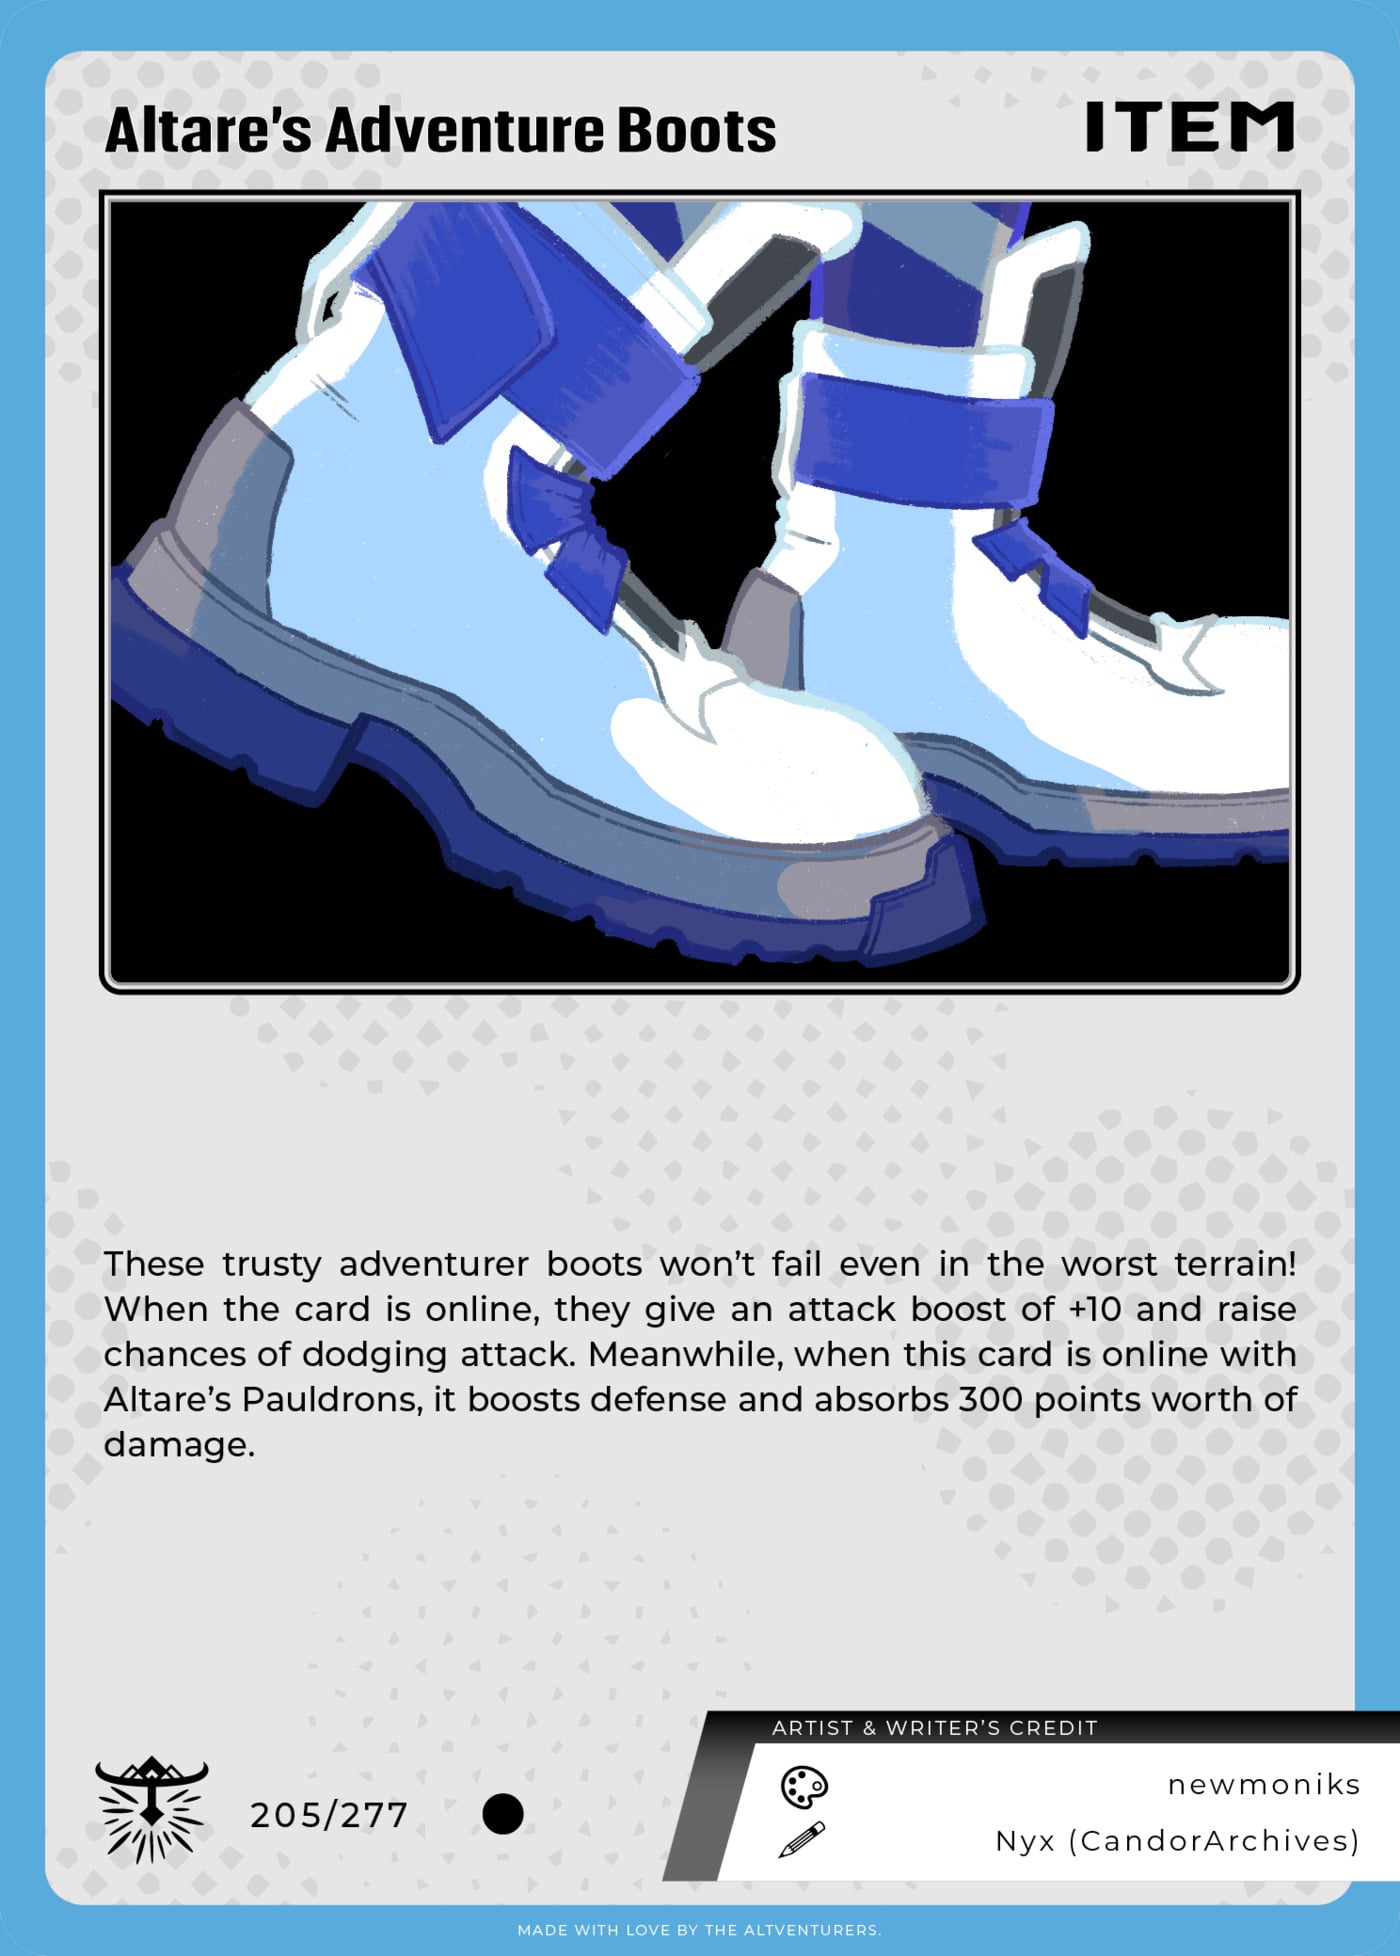 Altare's Adventure Boots
ITEM
These trusty adventurer boots won't fail even in the worst terrain!
When the card is online, they give an attack boost of +10 and raise
chances of dodging attack. Meanwhile, when this card is online with
Altare's Pauldrons, it boosts defense and absorbs 300 points worth of
damage.
ARTIST & WRITER'S CREDIT
newmoniks
Nyx (CandorArchives)
205/277
MADE WITH LOVE BY THE ALTVENTURERS.